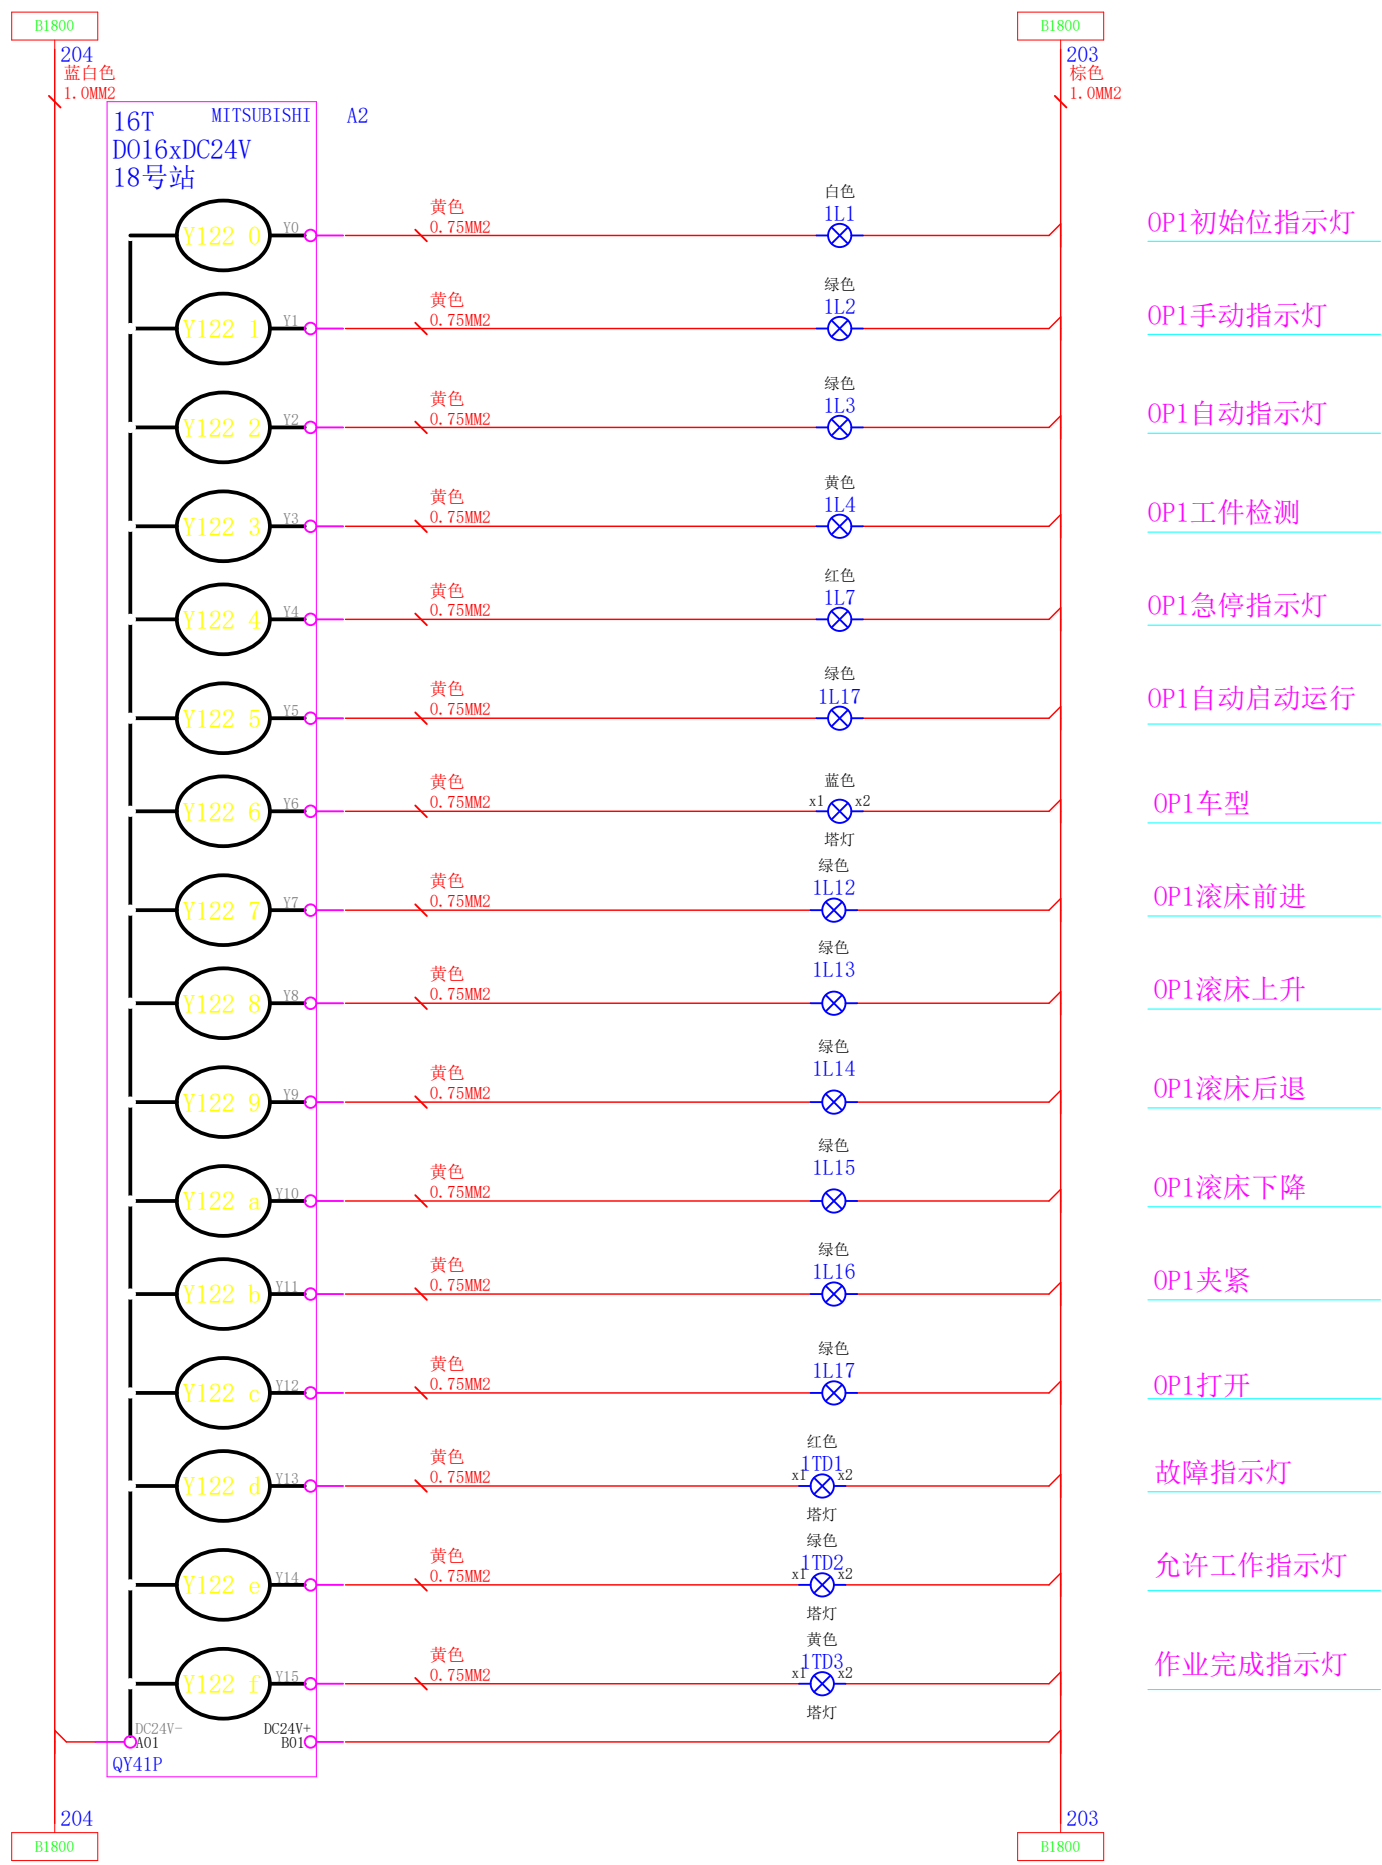 B1800
B1800
204
203
蓝白色
1.0MM2
棕色
1.0MM2
16T
MITSUBISHI
A2
DO16xDC24V
18号站
Y122 0
Y0
黄色
0.75MM2
白色
1L1
OP1初始位指示灯
Y122 1
Y1
黄色
0.75MM2
绿色
1L2
OP1手动指示灯
Y122 2
Y2
黄色
0.75MM2
绿色
1L3
OP1自动指示灯
Y122 3
Y3
黄色
0.75MM2
黄色
1L4
OP1工件检测
Y122 4
Y4
黄色
0.75MM2
红色
1L7
OP1急停指示灯
Y122 5
Y5
黄色
0.75MM2
绿色
1L17
OP1自动启动运行
Y122 6
Y6
黄色
0.75MM2
蓝色
x1
x2
塔灯
OP1车型
Y122 7
Y7
黄色
0.75MM2
绿色
1L12
OP1滚床前进
Y122 8
Y8
黄色
0.75MM2
绿色
1L13
OP1滚床上升
Y122 9
Y9
黄色
0.75MM2
绿色
1L14
OP1滚床后退
Y122 a
Y10
黄色
0.75MM2
绿色
1L15
OP1滚床下降
Y122 b
Y11
黄色
0.75MM2
绿色
1L16
OP1夹紧
Y122 c
Y12
黄色
0.75MM2
绿色
1L17
OP1打开
Y122 d
Y13
黄色
0.75MM2
红色
1TD1
x1
x2
塔灯
故障指示灯
Y122 e
Y14
黄色
0.75MM2
绿色
1TD2
x1
x2
塔灯
允许工作指示灯
Y122 f
Y15
黄色
0.75MM2
黄色
1TD3
x1
x2
塔灯
作业完成指示灯
DC24V-
A01
DC24V+
B01
QY41P
204
203
B1800
B1800